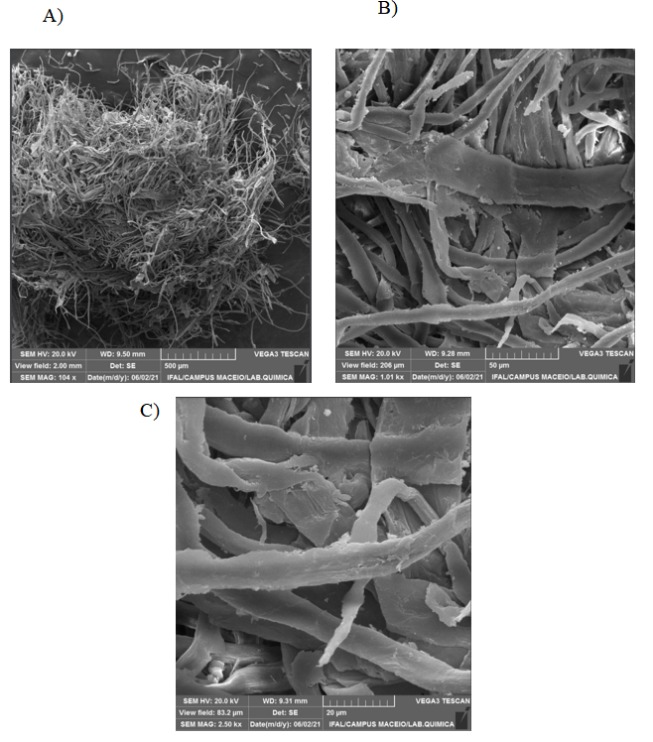 A)
B)
SEM HV: 20.0 kV WD: 9.50 mm VEGA3 TESCAN
View field: 2.00 mm Det: SE 500 µm
SEM MAG: 104 x Date(m/d/y): 06/02/21 IFAL/CAMPUS MACEIO/LAB.QUIMICA
SEM HV: 20.0 kV WD: 9.28 mm VEGA3 TESCAN
View field: 206 µm Det: SE 50 µm
SEM MAG: 1.01 kx Date(m/d/y): 06/02/21 IFAL/CAMPUS MACEIO/LAB.QUIMICA
C)
SEM HV: 20.0 kV WD: 9.31 mm VEGA3 TESCAN
View field: 83.2 µm Det: SE 20 µm
SEM MAG: 2.50 kx Date(m/d/y): 06/02/21 IFAL/CAMPUS MACEIO/LAB.QUIMICA